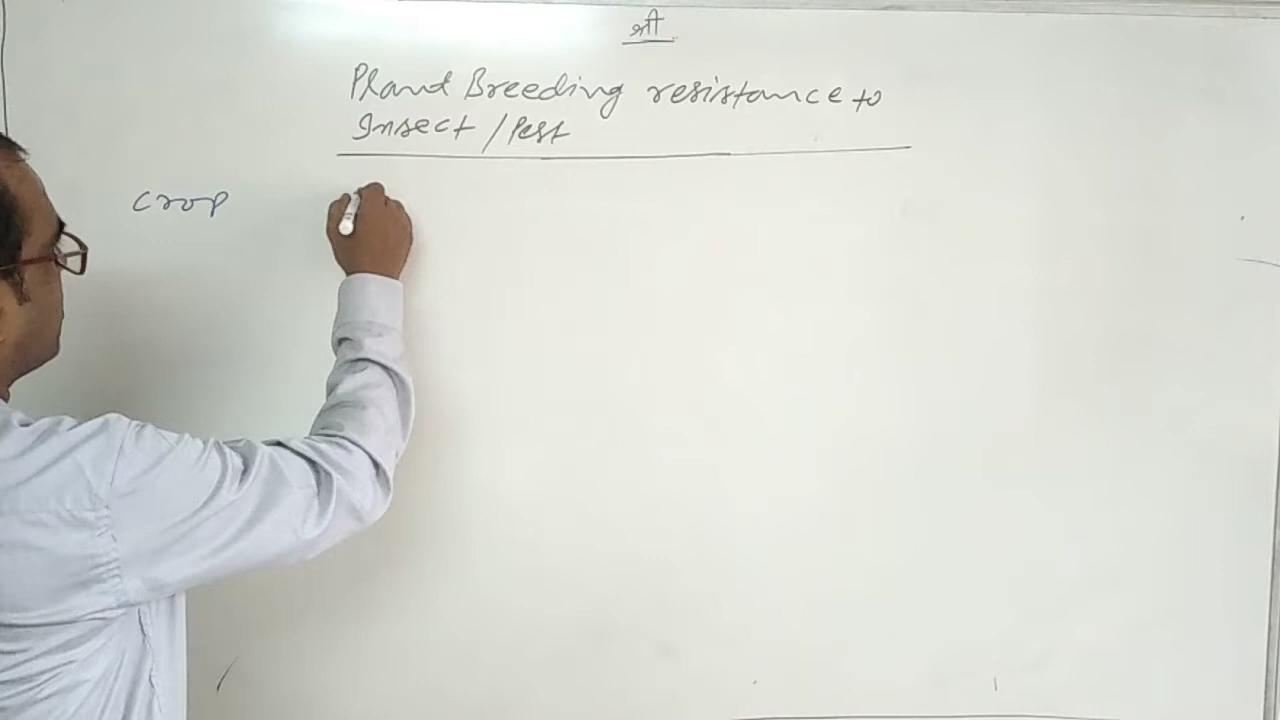 श्री
Plant Breeding resistance to
Insect / Pest
crop